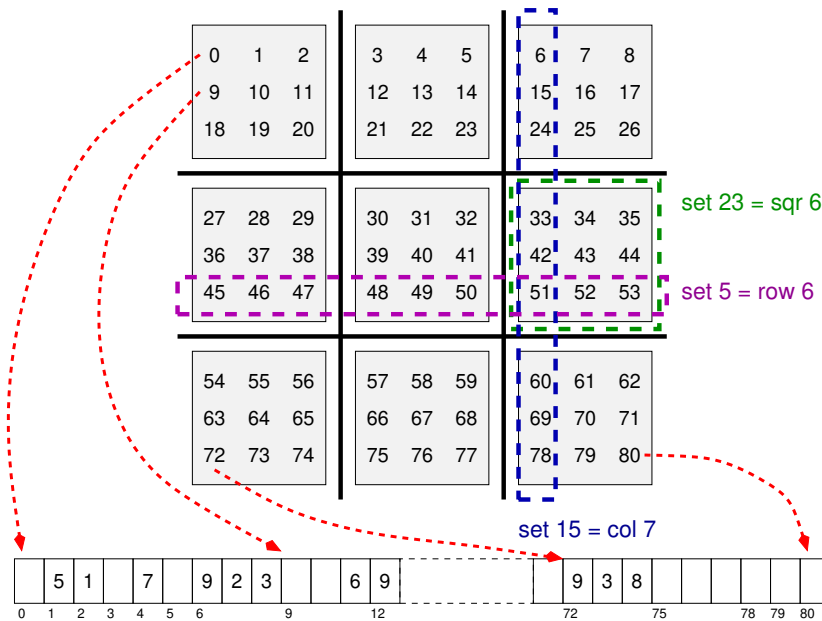 0 1 2 3 4 5 6 7 8
9 10 11 12 13 14 15 16 17
18 19 20 21 22 23 24 25 26
27 28 29 30 31 32 33 34 35
set 23 = sqr 6
36 37 38 39 40 41 42 43 44
45 46 47 48 49 50 51 52 53
set 5 = row 6
54 55 56 57 58 59 60 61 62
63 64 65 66 67 68 69 70 71
72 73 74 75 76 77 78 79 80
set 15 = col 7
5 1 7 9 2 3 6 9 9 3 8
0 1 2 3 4 5 6 9 12 72 75 78 79 80